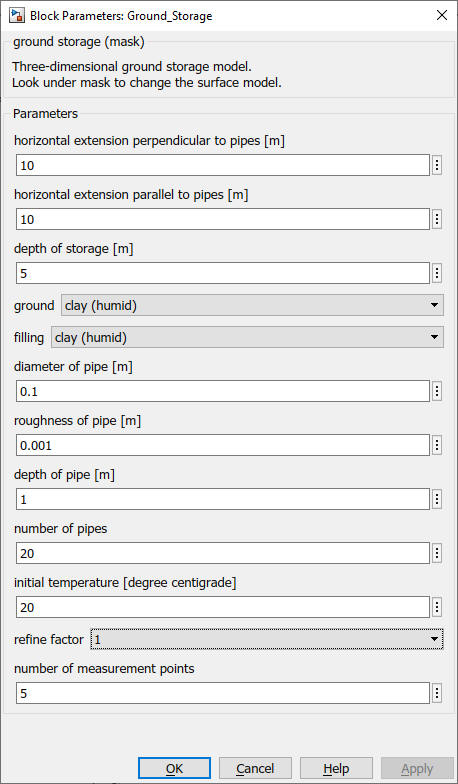 Block Parameters: Ground_Storage
ground storage (mask)
Three-dimensional ground storage model.
Look under mask to change the surface model.
Parameters
horizontal extension perpendicular to pipes [m]
10
horizontal extension parallel to pipes [m]
10
depth of storage [m]
5
ground clay (humid)
filling clay (humid)
diameter of pipe [m]
0.1
roughness of pipe [m]
0.001
depth of pipe [m]
1
number of pipes
20
initial temperature [degree centigrade]
20
refine factor 1
number of measurement points
5
OK Cancel Help Apply